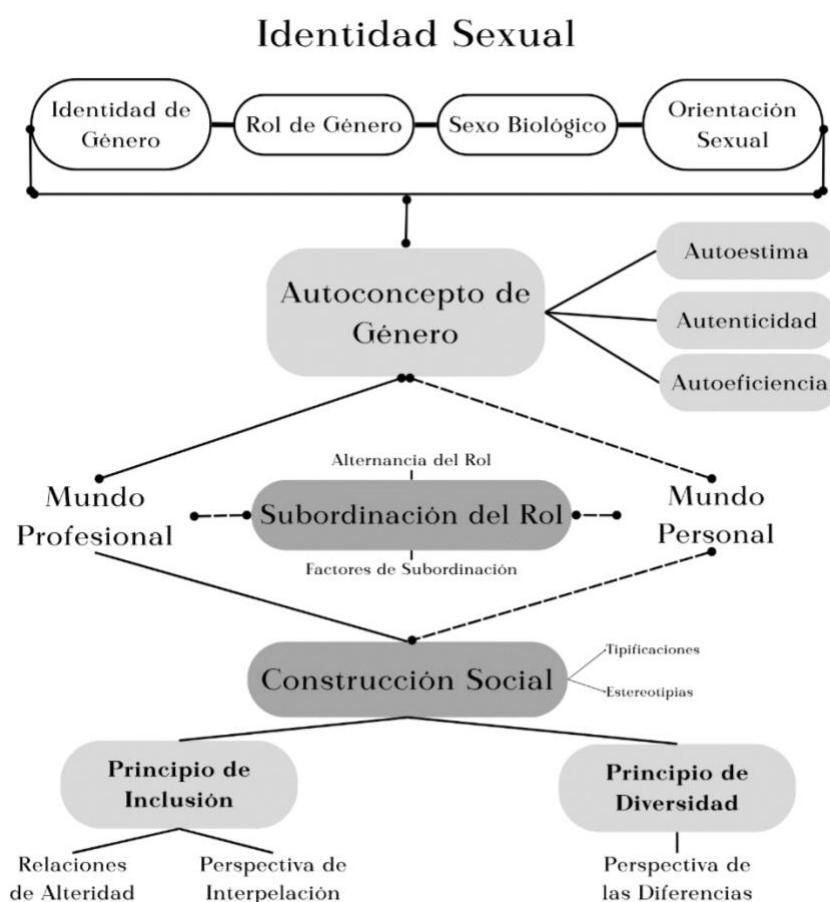 Identidad Sexual
Identidad de
Género
Rol de Género
Sexo Biológico
Orientación
Sexual
Autoconcepto de
Género
Autoestima
Autenticidad
Autoeficiencia
Mundo
Profesional
Alternancia del Rol
Subordinación del Rol
Factores de Subordinación
Mundo
Personal
Construcción Social
Tipificaciones
Estereotipias
Principio de
Inclusión
Principio de
Diversidad
Relaciones
de Alteridad
Perspectiva de
Interpelación
Perspectiva de
las Diferencias